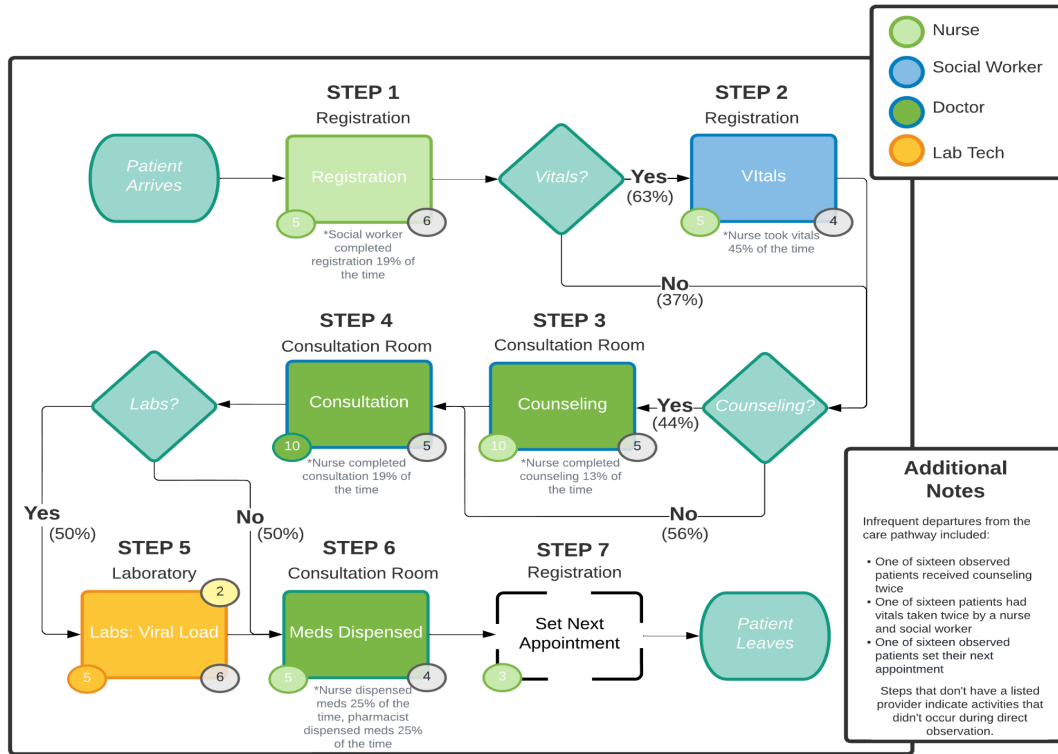 Nurse
Social Worker
Doctor
Lab Tech
STEP 1
Registration
STEP 2
Registration
Patient
Arrives
Registration
5
6
*Social worker
completed
registration 19% of
the time
Vitals?
Yes
(63%)
No
(37%)
VItals
5
4
*Nurse took vitals
45% of the time
STEP 4
Consultation Room
STEP 3
Consultation Room
Labs?
Consultation
10
5
*Nurse completed
consultation 19% of
the time
Counseling
10
5
*Nurse completed
counseling 13% of
the time
Yes
(44%)
Counseling?
No
(56%)
Yes
(50%)
No
(50%)
STEP 5
Laboratory
2
Labs: Viral Load
5
6
STEP 6
Consultation Room
Meds Dispensed
5
4
*Nurse dispensed
meds 25% of the
time, pharmacist
dispensed meds 25%
of the time
STEP 7
Registration
Set Next
Appointment
3
Patient
Leaves
Additional
Notes
Infrequent departures from the
care pathway included:
• One of sixteen observed
patients received counseling
twice
• One of sixteen patients had
vitals taken twice by a nurse
and social worker
• One of sixteen observed
patients set their next
appointment
Steps that don't have a listed
provider indicate activities that
didn't occur during direct
observation.